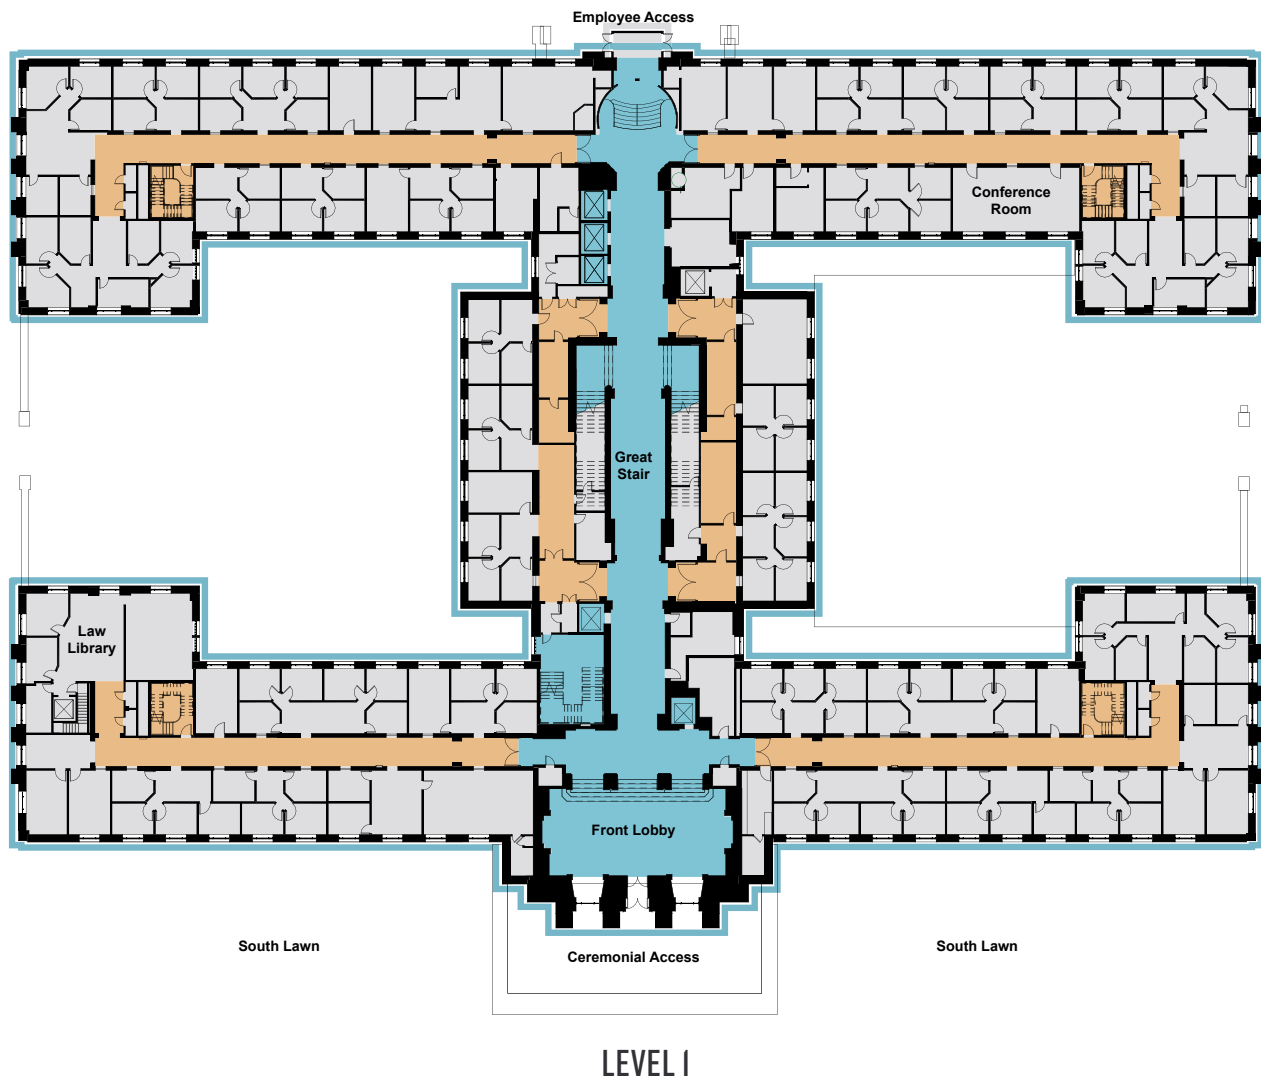 Employee Access
Conference
Room
Great
Stair
Law
Library
Front Lobby
South Lawn
South Lawn
Ceremonial Access
LEVEL 1